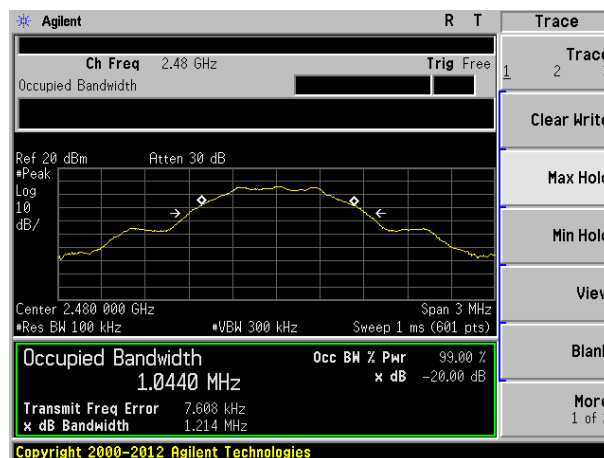 Agilent R T Trace
Ch Freq 2.48 GHz Trig Free
Occupied Bandwidth
Trace
1 2
Clear Write
Max Hold
Min Hold
View
Blank
More
1 of
Ref 20 dBm Atten 30 dB
#Peak
Log
10
dB/
Center 2.480 000 GHz Span 3 MHz
#Res BW 100 kHz #VBW 300 kHz Sweep 1 ms (601 pts)
Occupied Bandwidth Occ BW % Pwr 99.00 %
1.0440 MHz x dB -20.00 dB
Transmit Freq Error 7.608 kHz
x dB Bandwidth 1.214 MHz
Copyright 2000-2012 Agilent Technologies